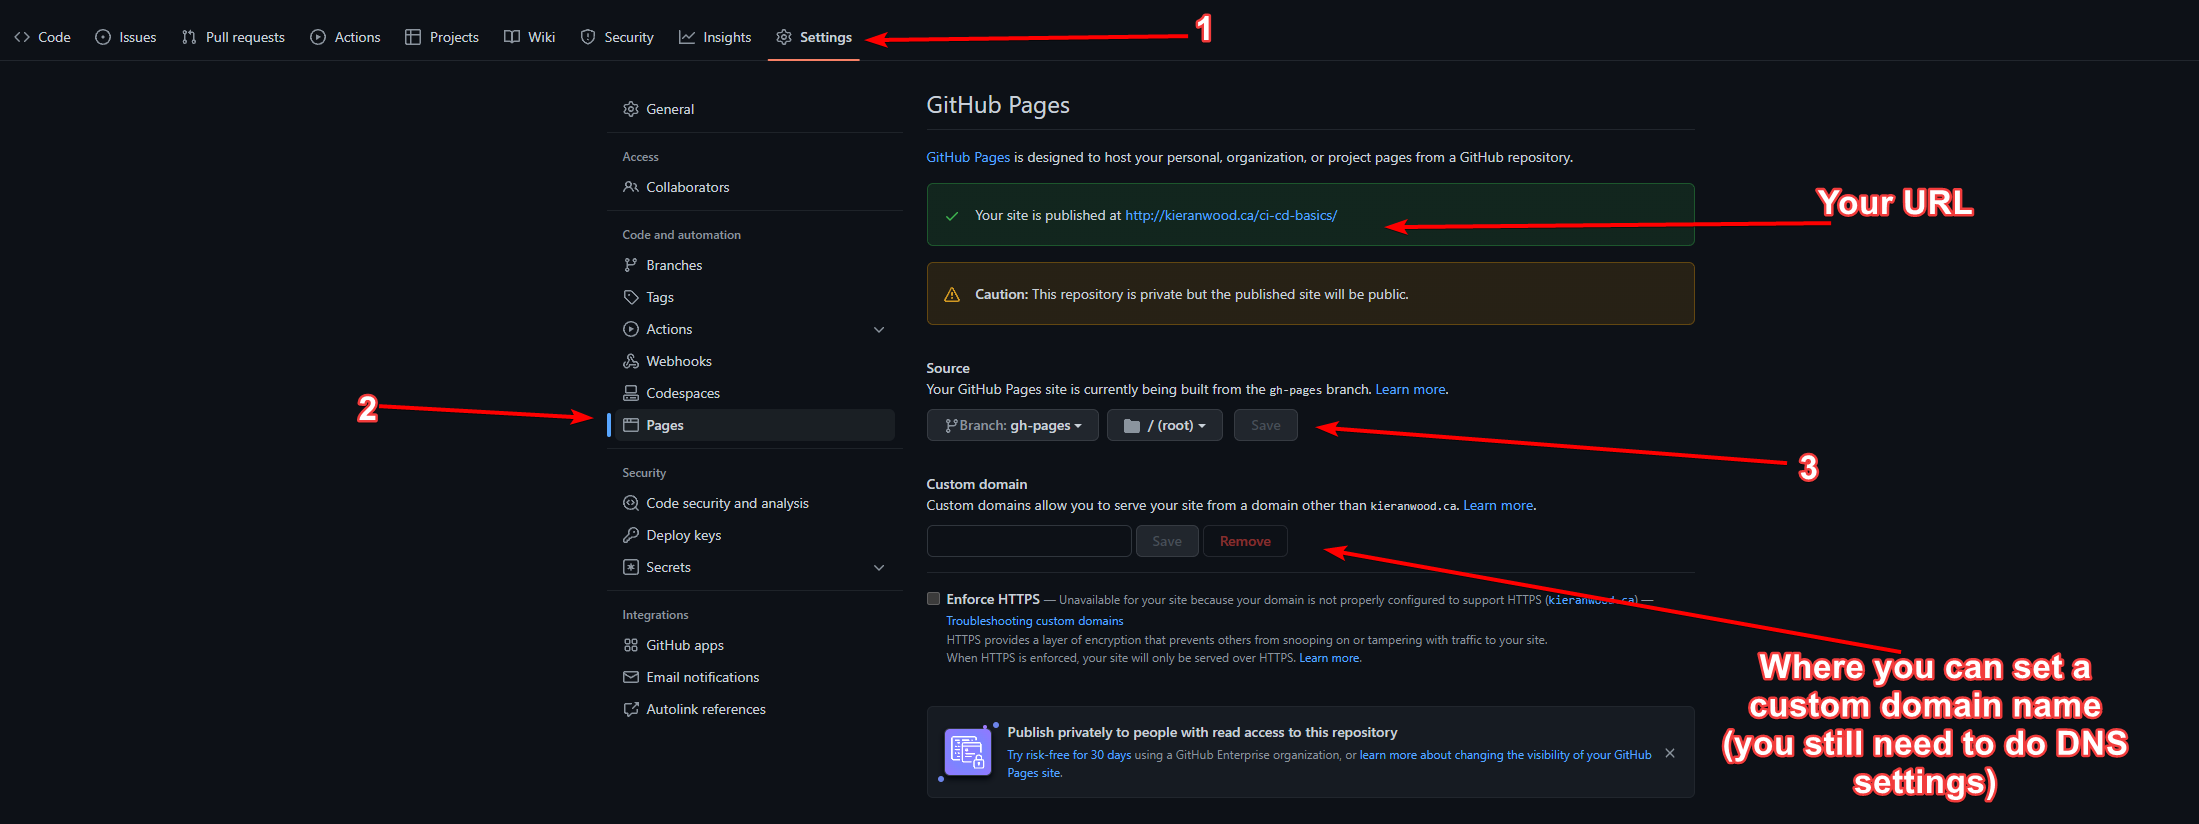 Code Issues Pull requests Actions Projects Wiki Security Insights Settings 1
General
Access
Collaborators
Code and automation
Branches
Tags
Actions
Webhooks
Codespaces
2
Pages
Security
Code security and analysis
Deploy keys
Secrets
Integrations
GitHub apps
Email notifications
Autolink references
GitHub Pages
GitHub Pages is designed to host your personal, organization, or project pages from a GitHub repository.
Your site is published at http://kieranwood.ca/ci-cd-basics/
Your URL
Caution: This repository is private but the published site will be public.
Source
Your GitHub Pages site is currently being built from the gh-pages branch. Learn more.
Branch: gh-pages / (root) Save
3
Custom domain
Custom domains allow you to serve your site from a domain other than kieranwood.ca. Learn more.
Save Remove
Enforce HTTPS — Unavailable for your site because your domain is not properly configured to support HTTPS (kieranwood.ca) —
Troubleshooting custom domains
HTTPS provides a layer of encryption that prevents others from snooping on or tampering with traffic to your site.
When HTTPS is enforced, your site will only be served over HTTPS. Learn more.
Where you can set a
custom domain name
(you still need to do DNS
settings)
Publish privately to people with read access to this repository
Try risk-free for 30 days using a GitHub Enterprise organization, or learn more about changing the visibility of your GitHub
Pages site.